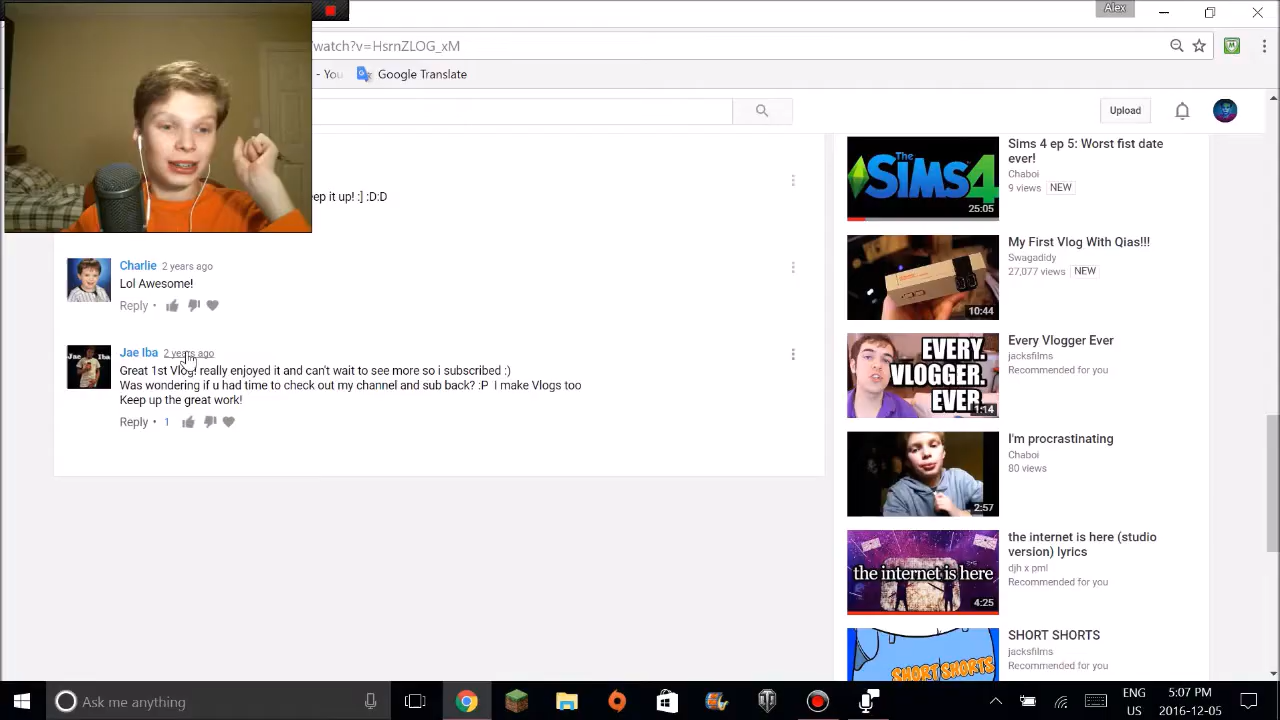 Alex
/watch?v=HsrnZLOG_xM
- You
Google Translate
Upload
eep it up! :] :D:D
Charlie 2 years ago
Lol Awesome!
Reply •
Jae Iba 2 years ago
Great 1st Vlog! really enjoyed it and can't wait to see more so i subscribed :)
Was wondering if u had time to check out my channel and sub back? :P I make Vlogs too
Keep up the great work!
Reply • 1
Jae Iba
The SIMS 4
25:05
Sims 4 ep 5: Worst fist date
ever!
Chaboi
9 views NEW
10:44
My First Vlog With Qias!!!
Swagadidy
27,077 views NEW
EVERY.
VLOGGER.
EVER.
1:14
Every Vlogger Ever
jacksfilms
Recommended for you
2:57
I'm procrastinating
Chaboi
80 views
the internet is here
4:25
the internet is here (studio
version) lyrics
djh x pml
Recommended for you
SHORT SHORTS
SHORT SHORTS
jacksfilms
Recommended for you
Ask me anything
ENG
US
5:07 PM
2016-12-05